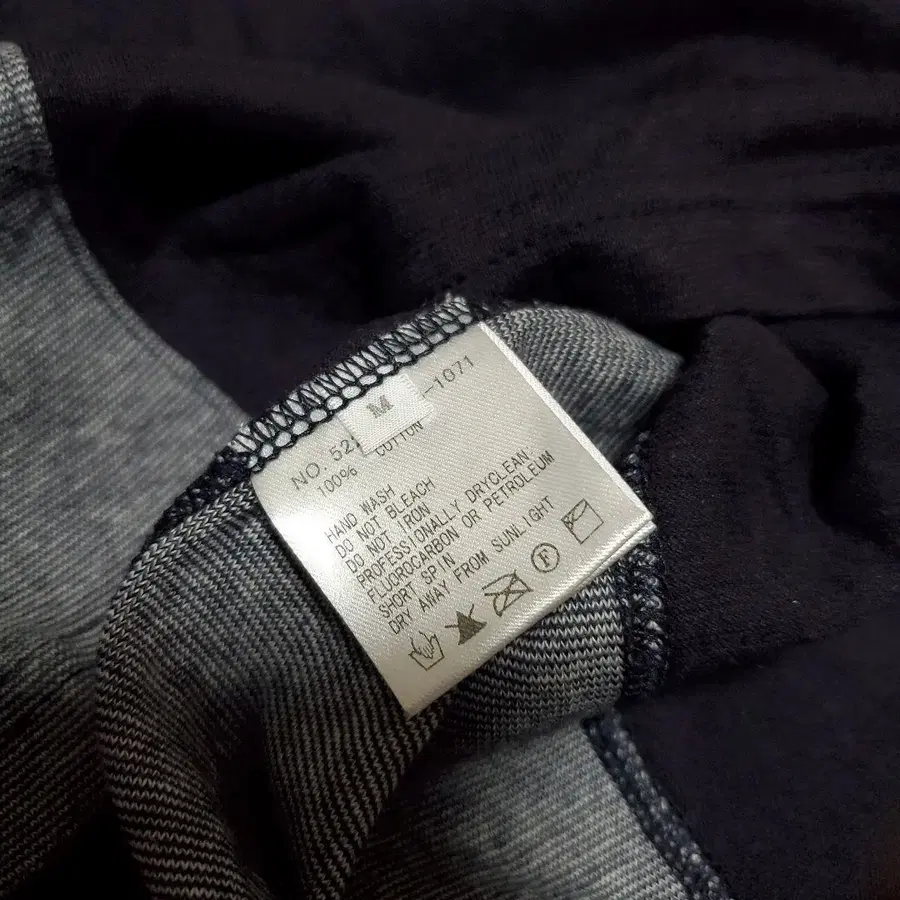 M
NO. 52 -1071
100% COTTON
HAND WASH
DO NOT BLEACH
DO NOT IRON
PROFESSIONALLY DRYCLEAN:
FLUOROCARBON OR PETROLEUM
SHORT SPIN
DRY AWAY FROM SUNLIGHT
F